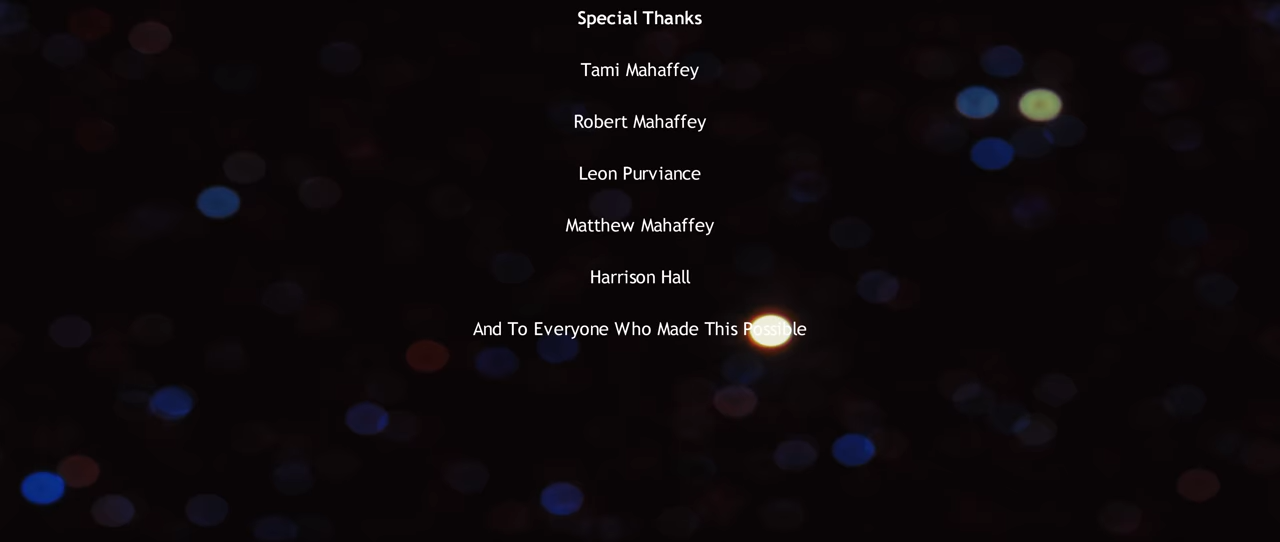 Special Thanks
Tami Mahaffey
Robert Mahaffey
Leon Purviance
Matthew Mahaffey
Harrison Hall
And To Everyone Who Made This Possible